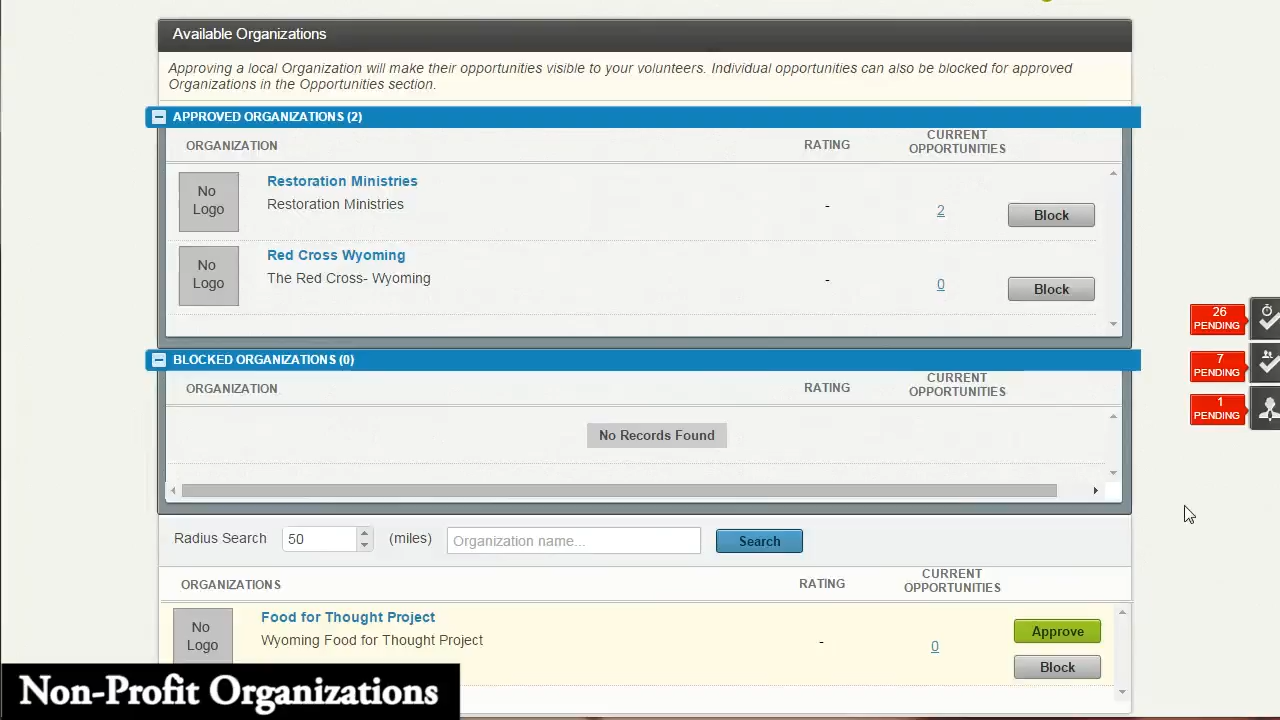 Available Organizations
Approving a local Organization will make their opportunities visible to your volunteers. Individual opportunities can also be blocked for approved
Organizations in the Opportunities section.
APPROVED ORGANIZATIONS (2)
ORGANIZATION RATING CURRENT OPPORTUNITIES
No Logo
Restoration Ministries
Restoration Ministries
- 2 Block
No Logo
Red Cross Wyoming
The Red Cross- Wyoming
- 0 Block
26 PENDING
7 PENDING
1 PENDING
BLOCKED ORGANIZATIONS (0)
ORGANIZATION RATING CURRENT OPPORTUNITIES
No Records Found
Radius Search 50 (miles) Organization name... Search
ORGANIZATIONS RATING CURRENT OPPORTUNITIES
No Logo
Food for Thought Project
Wyoming Food for Thought Project
- 0 Approve
Block
Non-Profit Organizations